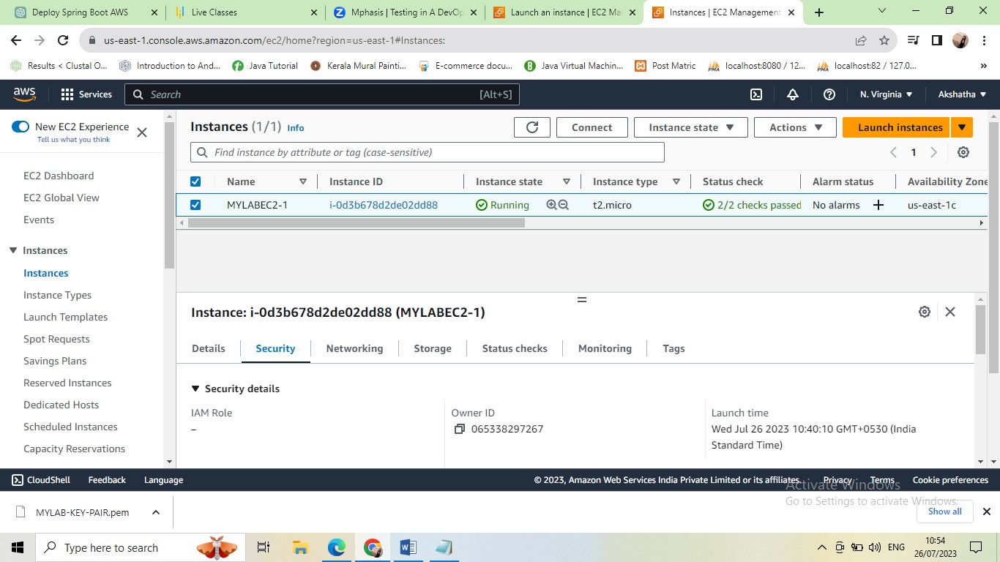 Deploy Spring Boot AWS
Live Classes
Mphasis | Testing in A DevOp
Launch an instance | EC2 Ma
Instances | EC2 Management
us-east-1.console.aws.amazon.com/ec2/home?region=us-east-1#Instances:
Results < Clustal O...
Introduction to And...
Java Tutorial
Kerala Mural Painti...
E-commerce docu...
Java Virtual Machin...
Post Matric
localhost:8080 / 12...
localhost:82 / 127.0...
»
aws
Services
Search
[Alt+S]
N. Virginia
Akshatha
New EC2 Experience
Tell us what you think
EC2 Dashboard
EC2 Global View
Events
Instances
Instances
Instance Types
Launch Templates
Spot Requests
Savings Plans
Reserved Instances
Dedicated Hosts
Scheduled Instances
Capacity Reservations
Instances (1/1) Info
Connect
Instance state
Actions
Launch instances
Find instance by attribute or tag (case-sensitive)
1
Name
Instance ID
Instance state
Instance type
Status check
Alarm status
Availability Zone
MYLABEC2-1
i-0d3b678d2de02dd88
Running
t2.micro
2/2 checks passed
No alarms
us-east-1c
Instance: i-0d3b678d2de02dd88 (MYLABEC2-1)
Details
Security
Networking
Storage
Status checks
Monitoring
Tags
Security details
IAM Role
–
Owner ID
065338297267
Launch time
Wed Jul 26 2023 10:40:10 GMT+0530 (India
Standard Time)
CloudShell
Feedback
Language
© 2023, Amazon Web Services India Private Limited or its affiliates.
Privacy
Terms
Cookie preferences
Activate Windows
Go to Settings to activate Windows.
MYLAB-KEY-PAIR.pem
Show all
Type here to search
ENG
10:54
26/07/2023